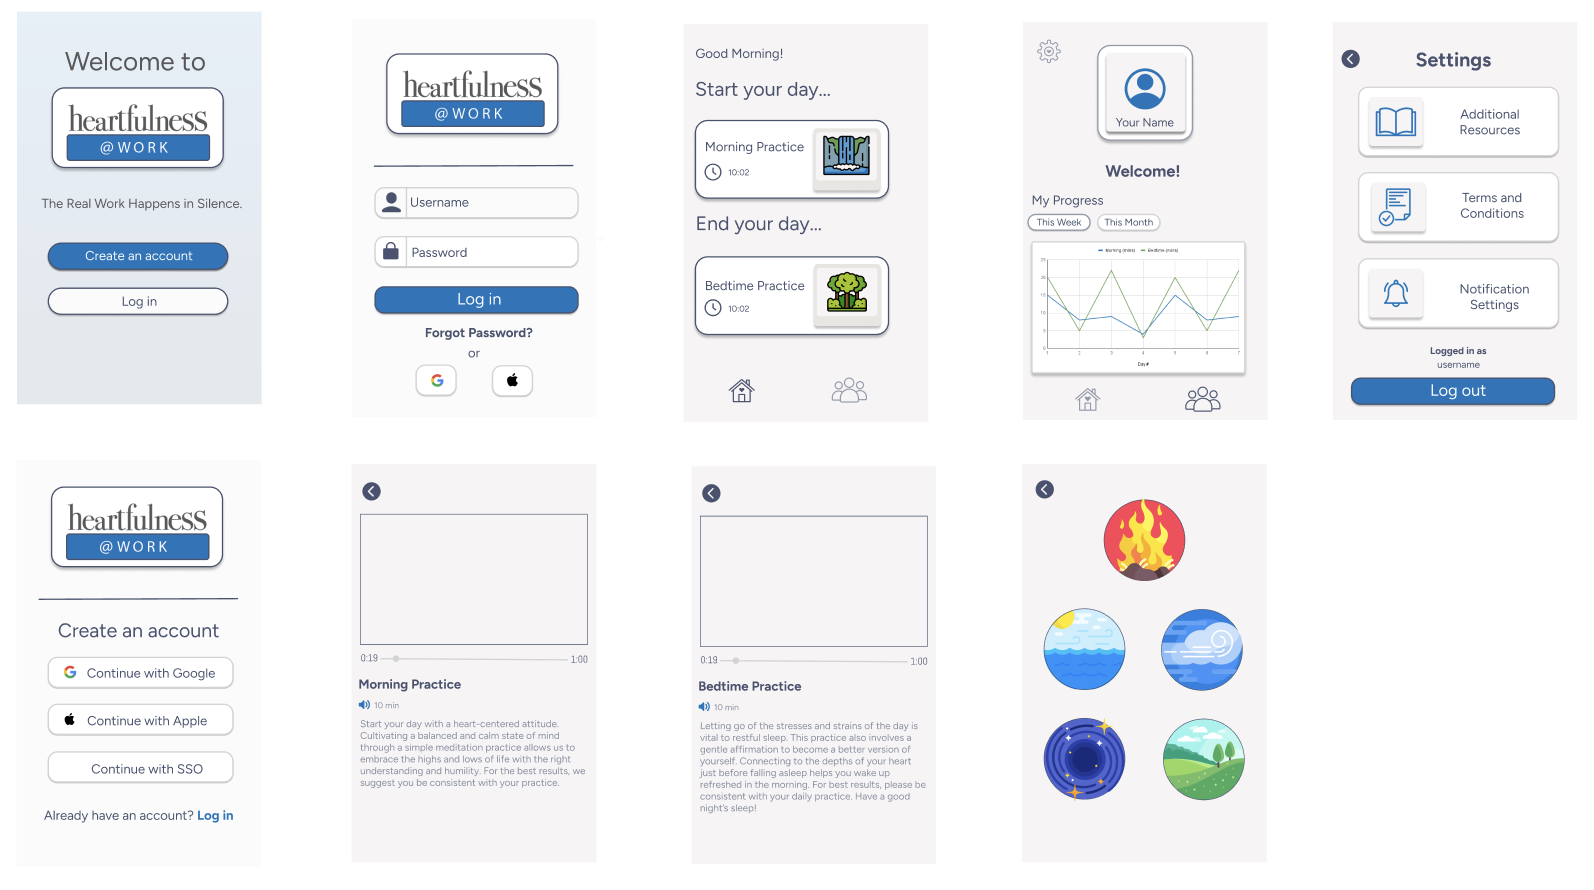 Welcome to
heartfulness
@WORK
The Real Work Happens in Silence.
Create an account
Log in
heartfulness
@WORK
Username
Password
Log in
Forgot Password?
or
Good Morning!
Start your day...
Morning Practice
10:02
End your day...
Bedtime Practice
10:02
Your Name
Welcome!
My Progress
This Week
This Month
Morning (mins)
Bedtime (mins)
25
20
15
10
5
0
1 2 3 4 5 6 7
Day#
Settings
Additional
Resources
Terms and
Conditions
Notification
Settings
Logged in as
username
Log out
heartfulness
@WORK
Create an account
Continue with Google
Continue with Apple
Continue with SSO
Already have an account? Log in
0:19
1:00
Morning Practice
10 min
Start your day with a heart-centered attitude.
Cultivating a balanced and calm state of mind
through a simple meditation practice allows us to
embrace the highs and lows of life with the right
understanding and humility. For the best results, we
suggest you be consistent with your practice.
0:19
1:00
Bedtime Practice
10 min
Letting go of the stresses and strains of the day is
vital to restful sleep. This practice also involves a
gentle affirmation to become a better version of
yourself. Connecting to the depths of your heart
just before falling asleep helps you wake up
refreshed in the morning. For best results, please be
consistent with your daily practice. Have a good
night's sleep!